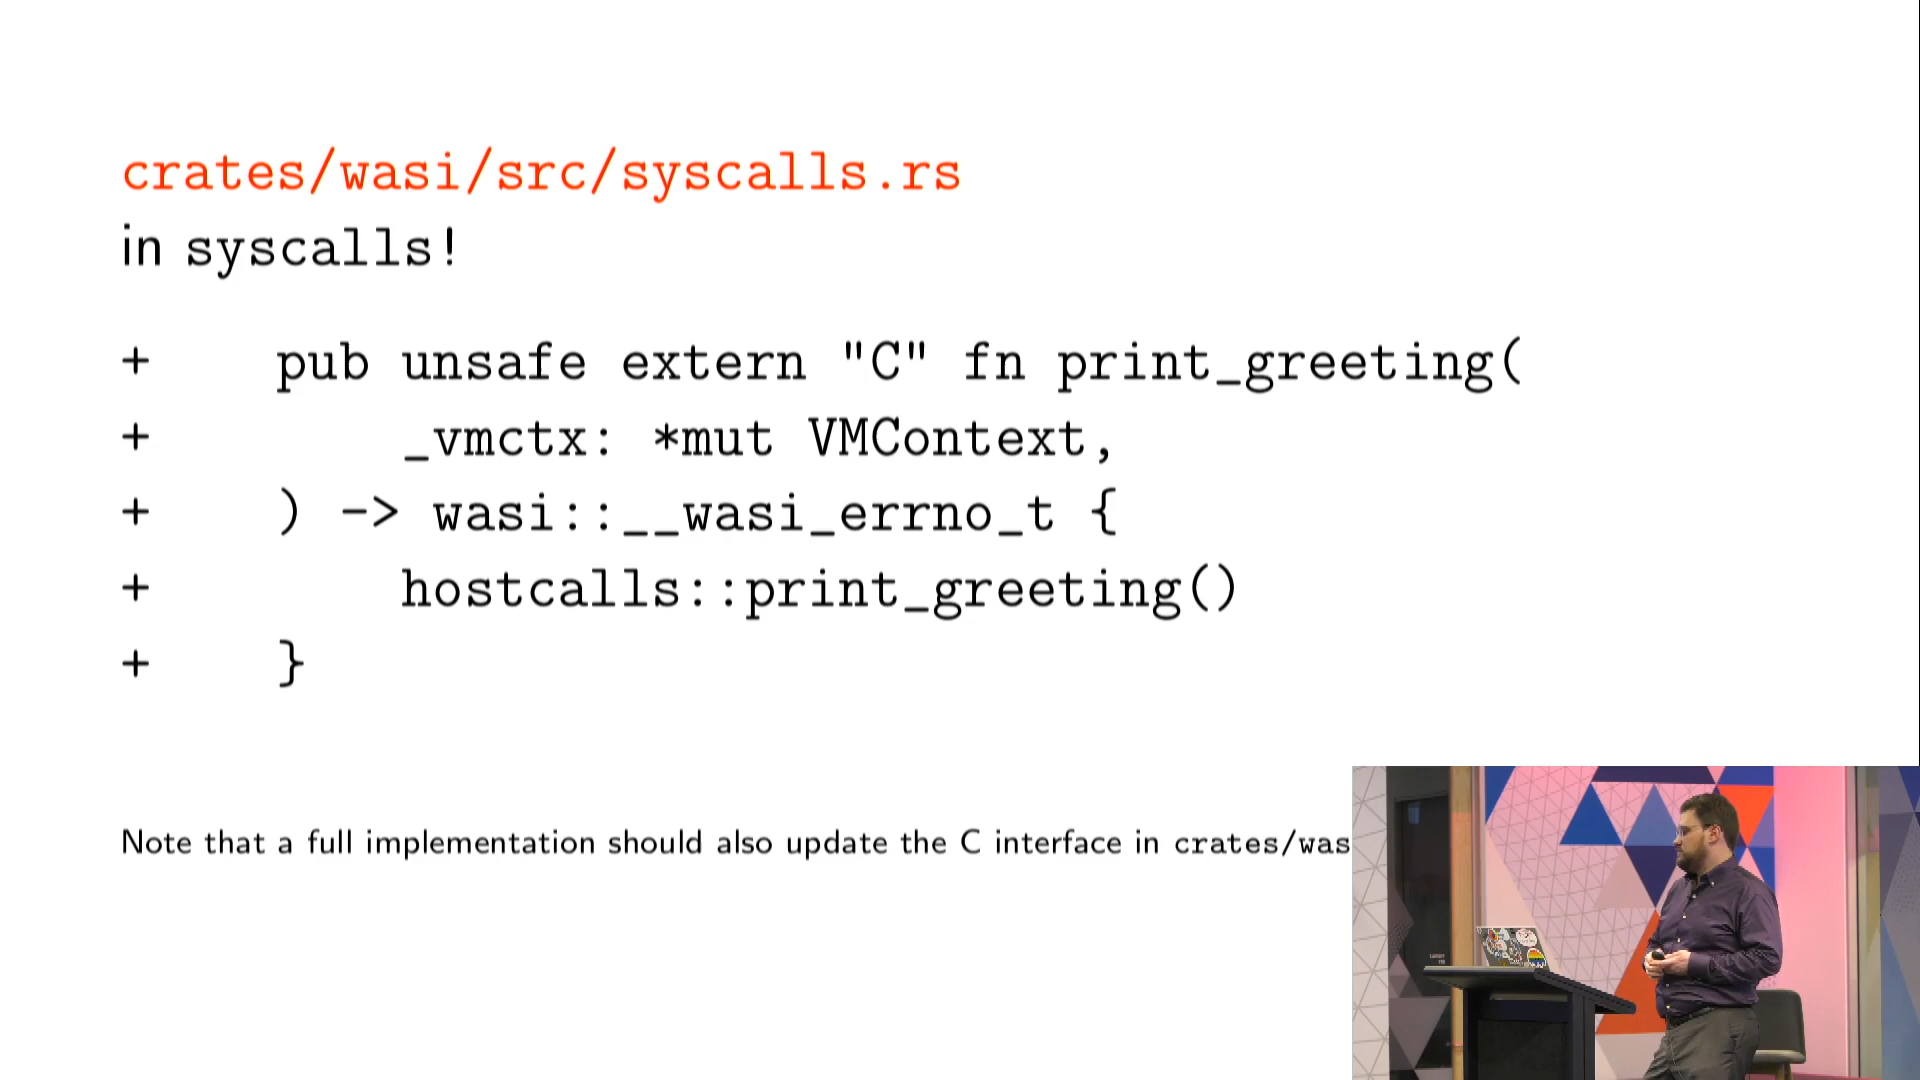 crates/wasi/src/syscalls.rs
in syscalls!
+    pub unsafe extern "C" fn print_greeting(
+        _vmctx: *mut VMContext,
+    ) -> wasi::__wasi_errno_t {
+        hostcalls::print_greeting()
+    }
Note that a full implementation should also update the C interface in crates/was